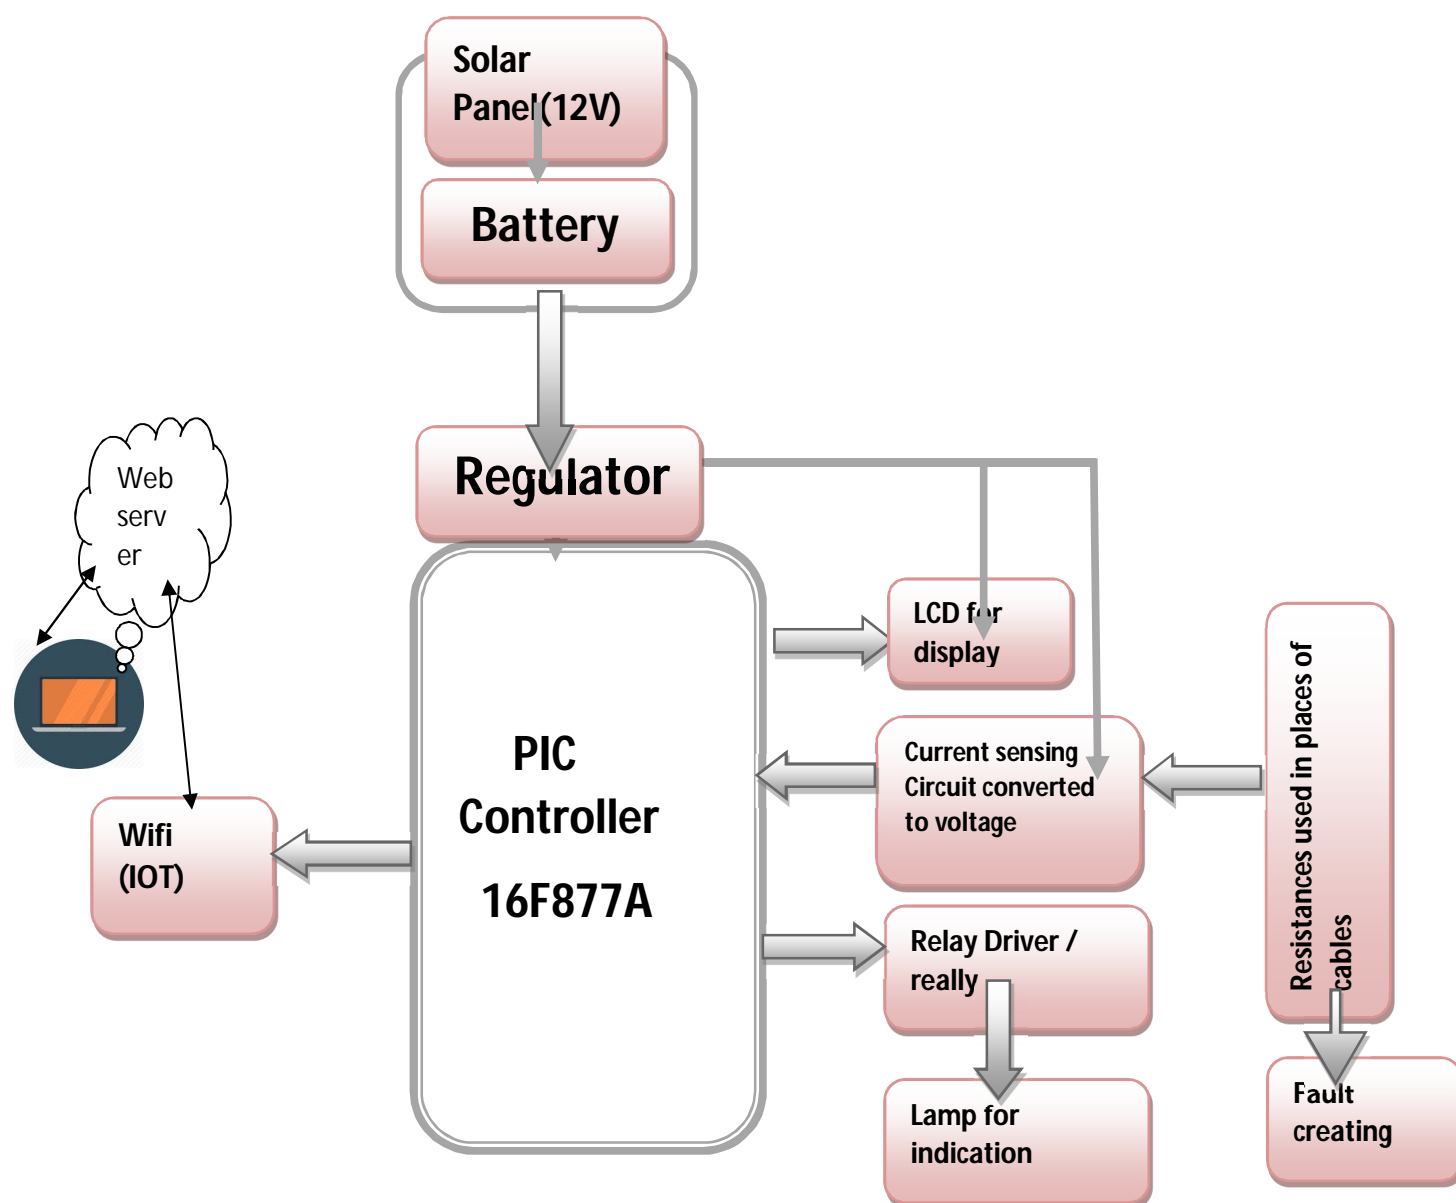 Solar
Panel(12V)
Battery
Regulator
Web
serv
er
LCD for
display
PIC
Controller
16F877A
Current sensing
Circuit converted
to voltage
Resistances used in places of
cables
Wifi
(IOT)
Relay Driver /
really
Lamp for
indication
Fault
creating